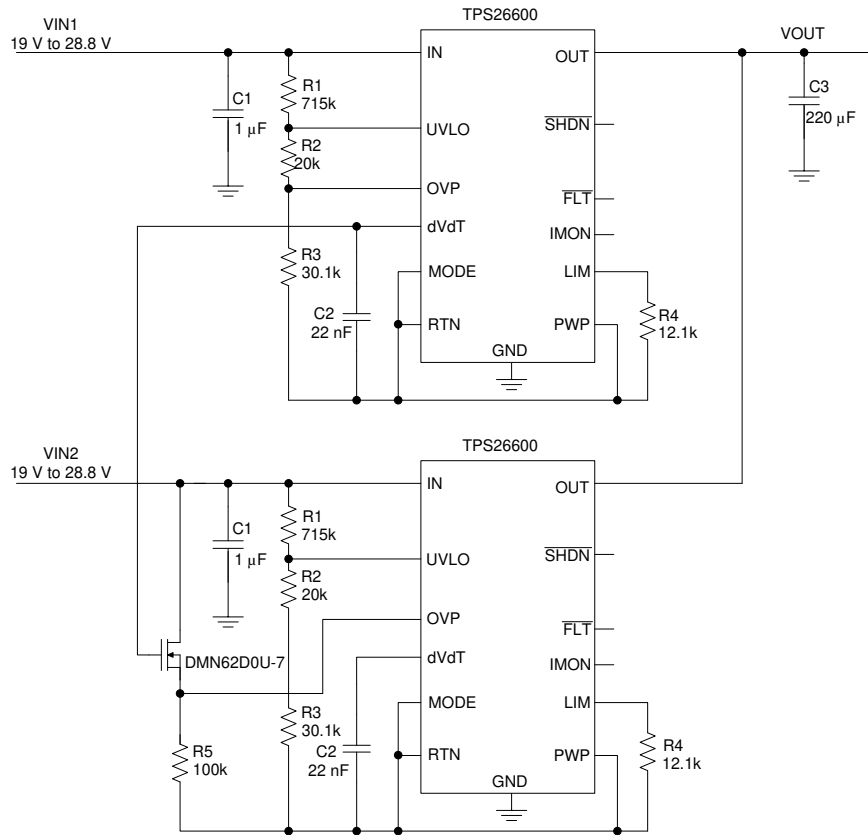 TPS26600
VIN1
19 V to 28.8 V
VOUT
IN
OUT
R1
715k
C1
1 μF
C3
220 μF
UVLO
SHDN
R2
20k
OVP
FLT
dVdT
IMON
R3
30.1k
MODE
LIM
C2
22 nF
RTN
PWP
R4
12.1k
GND
TPS26600
VIN2
19 V to 28.8 V
IN
OUT
R1
715k
C1
1 μF
UVLO
SHDN
R2
20k
OVP
FLT
DMN62D0U-7
dVdT
IMON
MODE
LIM
R3
30.1k
R5
100k
C2
22 nF
RTN
PWP
R4
12.1k
GND